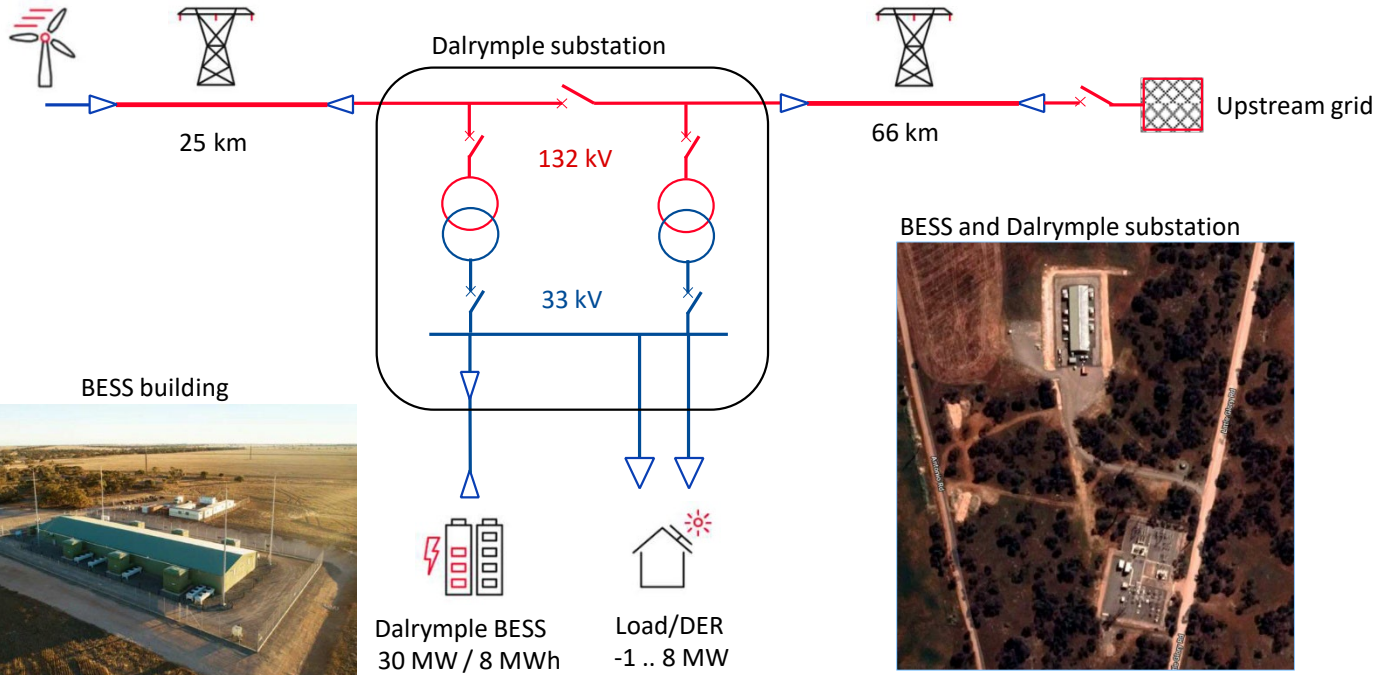 Dalrymple substation
25 km
66 km
Upstream grid
132 kV
33 kV
BESS and Dalrymple substation
BESS building
Dalrymple BESS
30 MW / 8 MWh
Load/DER
-1 .. 8 MW